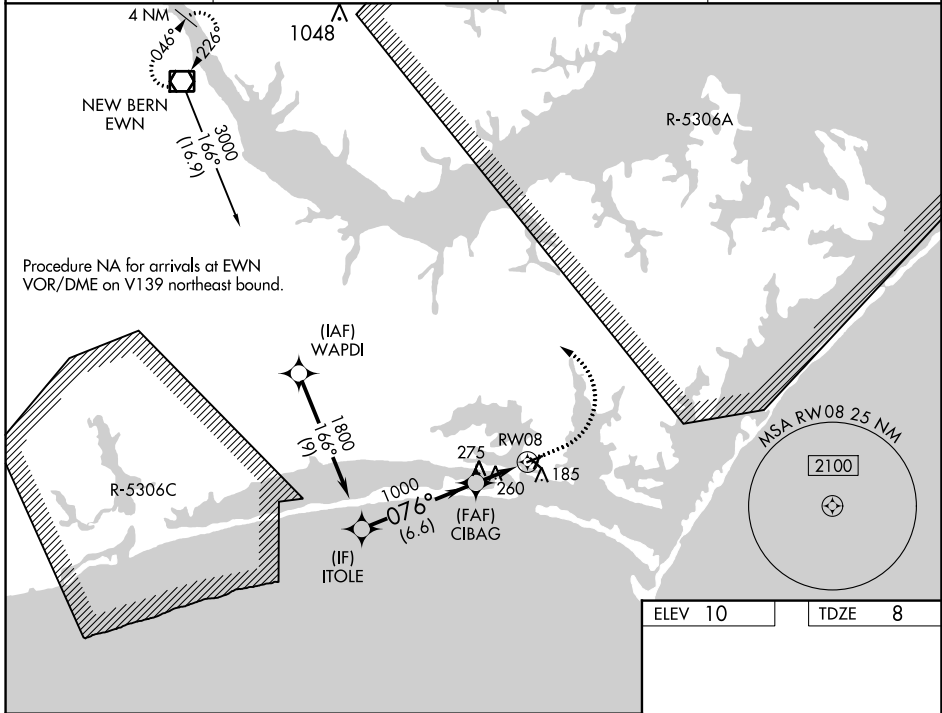 4 NM
046°
226°
1048
NEW BERN
EWN
3000
166°
(16.9)
R-5306A
Procedure NA for arrivals at EWN
VOR/DME on V139 northeast bound.
(IAF)
WAPDI
1800
166°
(9)
R-5306C
1000
076°
(6.6)
(IF)
ITOLE
275
260
(FAF)
CIBAG
RW08
185
MSA RW08 25 NM
2100
ELEV 10
TDZE 8